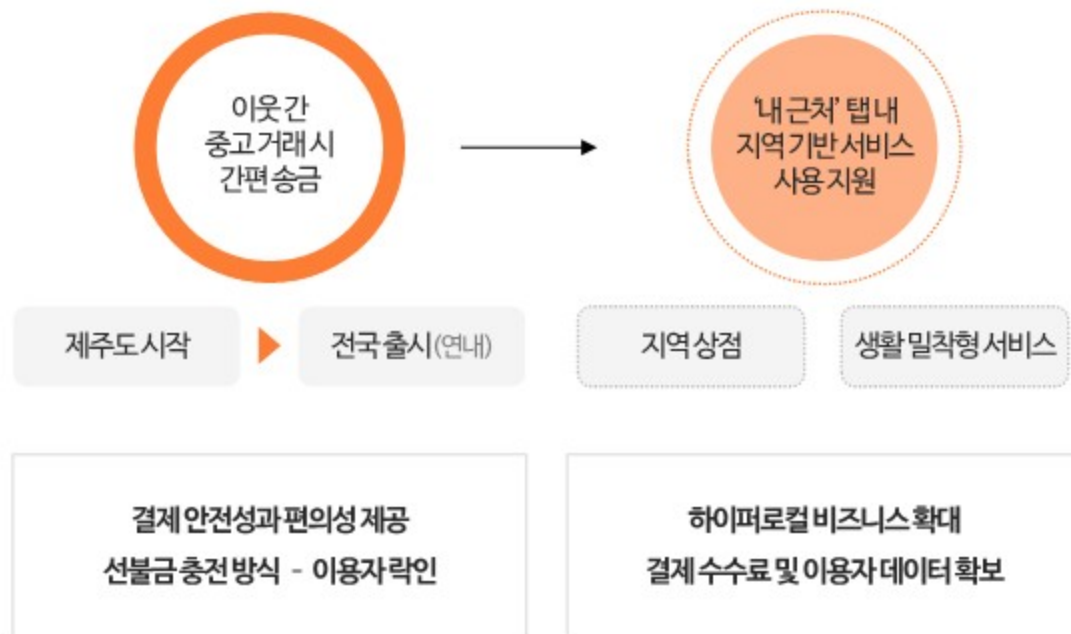 이웃 간
중고 거래 시
간편 송금
'내 근처' 탭 내
지역 기반 서비스
사용 지원
제주도 시작
전국 출시(연내)
지역 상점
생활 밀착형 서비스
결제 안전성과 편의성 제공
선불금 충전 방식 - 이용자 락인
하이퍼로컬 비즈니스 확대
결제 수수료 및 이용자 데이터 확보